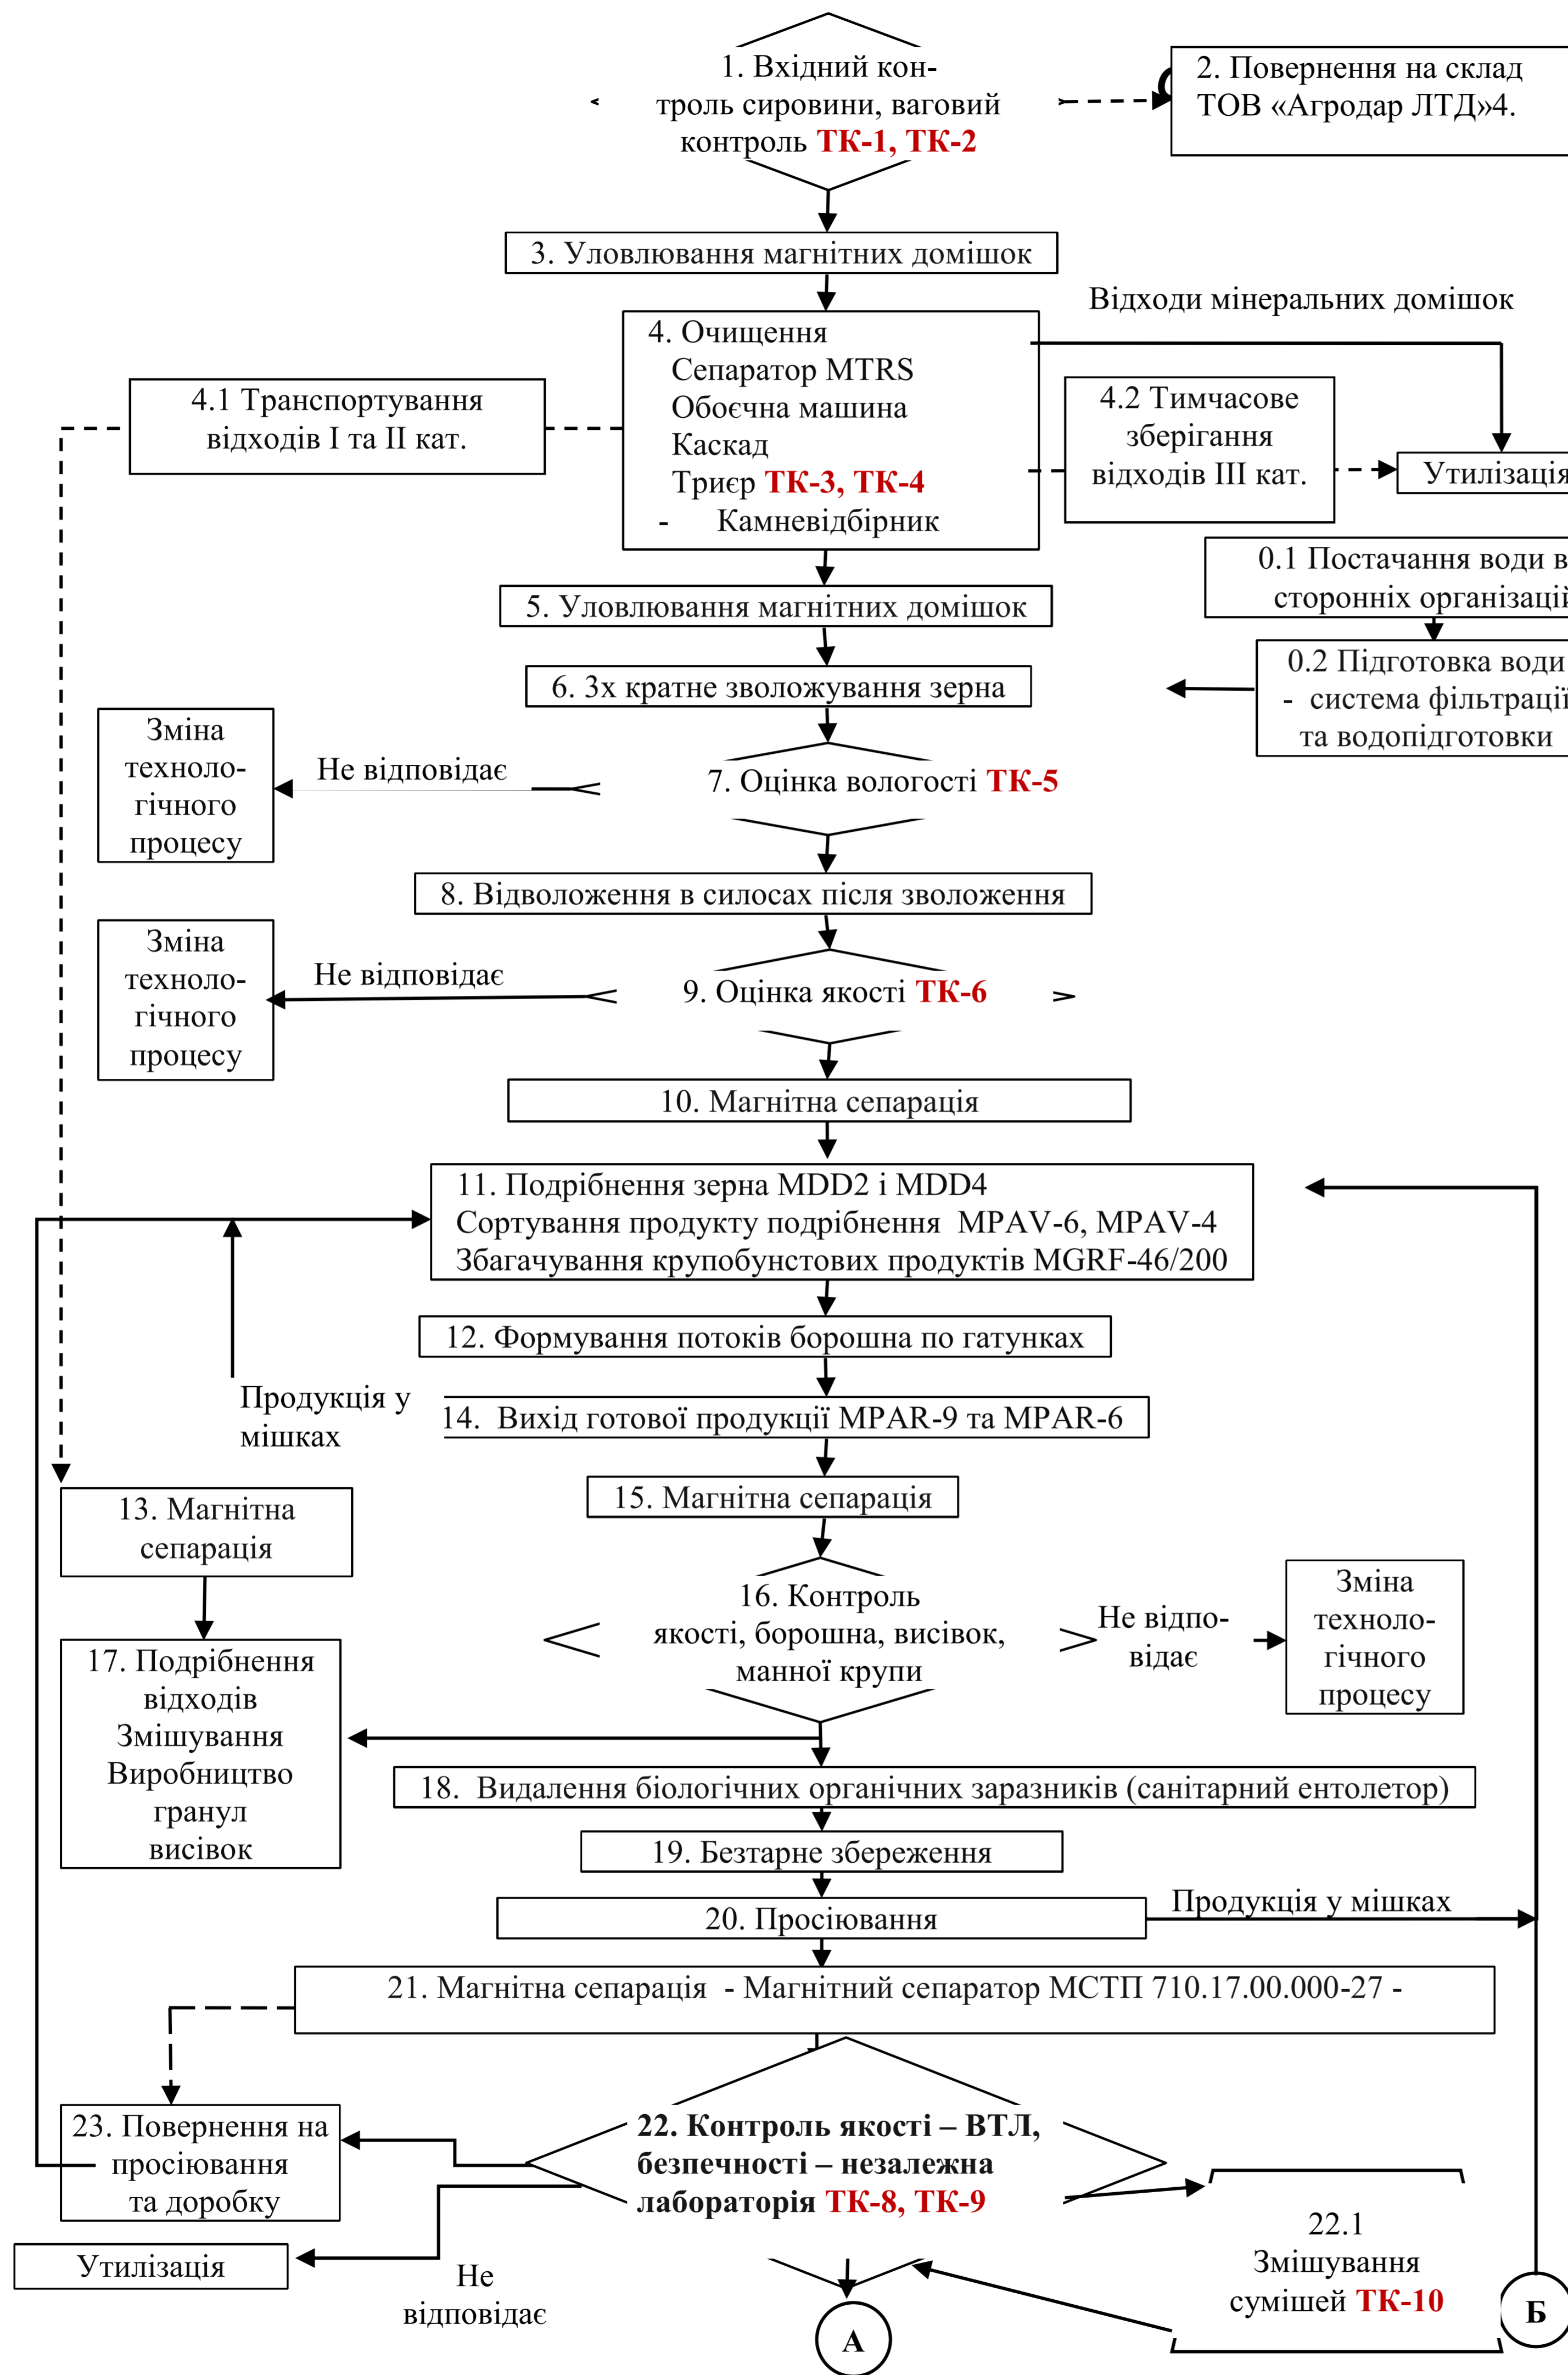 1. Вхідний кон-
троль сировини, ваговий
контроль ТК-1, ТК-2
2. Повернення на склад
ТОВ «Агродар ЛТД»4.
3. Уловлювання магнітних домішок
Відходи мінеральних домішок
4. Очищення
Сепаратор MTRS
Обоєчна машина
Каскад
Триєр ТК-3, ТК-4
- Камневідбірник
4.1 Транспортування
відходів І та ІІ кат.
4.2 Тимчасове
зберігання
відходів ІІІ кат.
Утилізація
0.1 Постачання води в
сторонніх організацій
5. Уловлювання магнітних домішок
0.2 Підготовка води
- система фільтрації
та водопідготовки
6. 3х кратне зволожування зерна
Зміна
техноло-
гічного
процесу
Не відповідає
7. Оцінка вологості ТК-5
8. Відволоження в силосах після зволоження
Зміна
техноло-
гічного
процесу
Не відповідає
9. Оцінка якості ТК-6
10. Магнітна сепарація
11. Подрібнення зерна MDD2 і MDD4
Сортування продукту подрібнення MPAV-6, MPAV-4
Збагачування крупобунстових продуктів MGRF-46/200
12. Формування потоків борошна по гатунках
Продукція у
мішках
14. Вихід готової продукції MPAR-9 та MPAR-6
15. Магнітна сепарація
13. Магнітна
сепарація
16. Контроль
якості, борошна, висівок,
манної крупи
Не відпо-
відає
Зміна
техноло-
гічного
процесу
17. Подрібнення
відходів
Змішування
Виробництво
гранул
висівок
18. Видалення біологічних органічних заразників (санітарний ентолетор)
19. Безтарне збереження
20. Просіювання
Продукція у мішках
21. Магнітна сепарація - Магнітний сепаратор МСТП 710.17.00.000-27 -
22. Контроль якості – ВТЛ,
безпечності – незалежна
лабораторія ТК-8, ТК-9
23. Повернення на
просіювання
та доробку
Утилізація
Не
відповідає
22.1
Змішування
сумішей ТК-10
А
Б